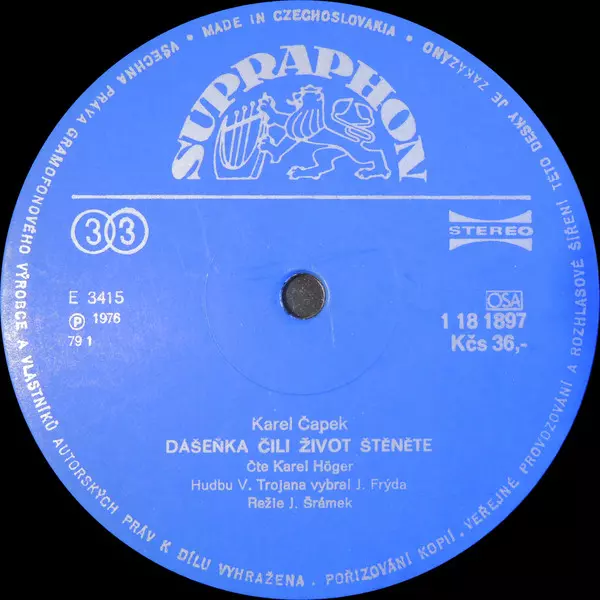 MADE IN CZECHOSLOVAKIA • VŠECHNA PRÁVA GRAMOFONOVÉHO VÝROBCE A VLASTNÍKŮ AUTORSKÝCH PRÁV K DÍLU VYHRAŽENA. POŘIZOVÁNÍ KOPIÍ. VEŘEJNÉ PROVOZOVÁNÍ A ROZHLASOVÉ ŠÍŘENÍ TÉTO DESKY JE ZAKÁZÁNO •
SUPRAPHON
33
STEREO
E 3415
OSA
℗ 1976
1 18 1897
79 1
Kčs 36,-
Karel Čapek
DÁŠEŇKA ČILI ŽIVOT ŠTĚNĚTE
čte Karel Höger
Hudbu V. Trojana vybral J. Frýda
Režie J. Šrámek